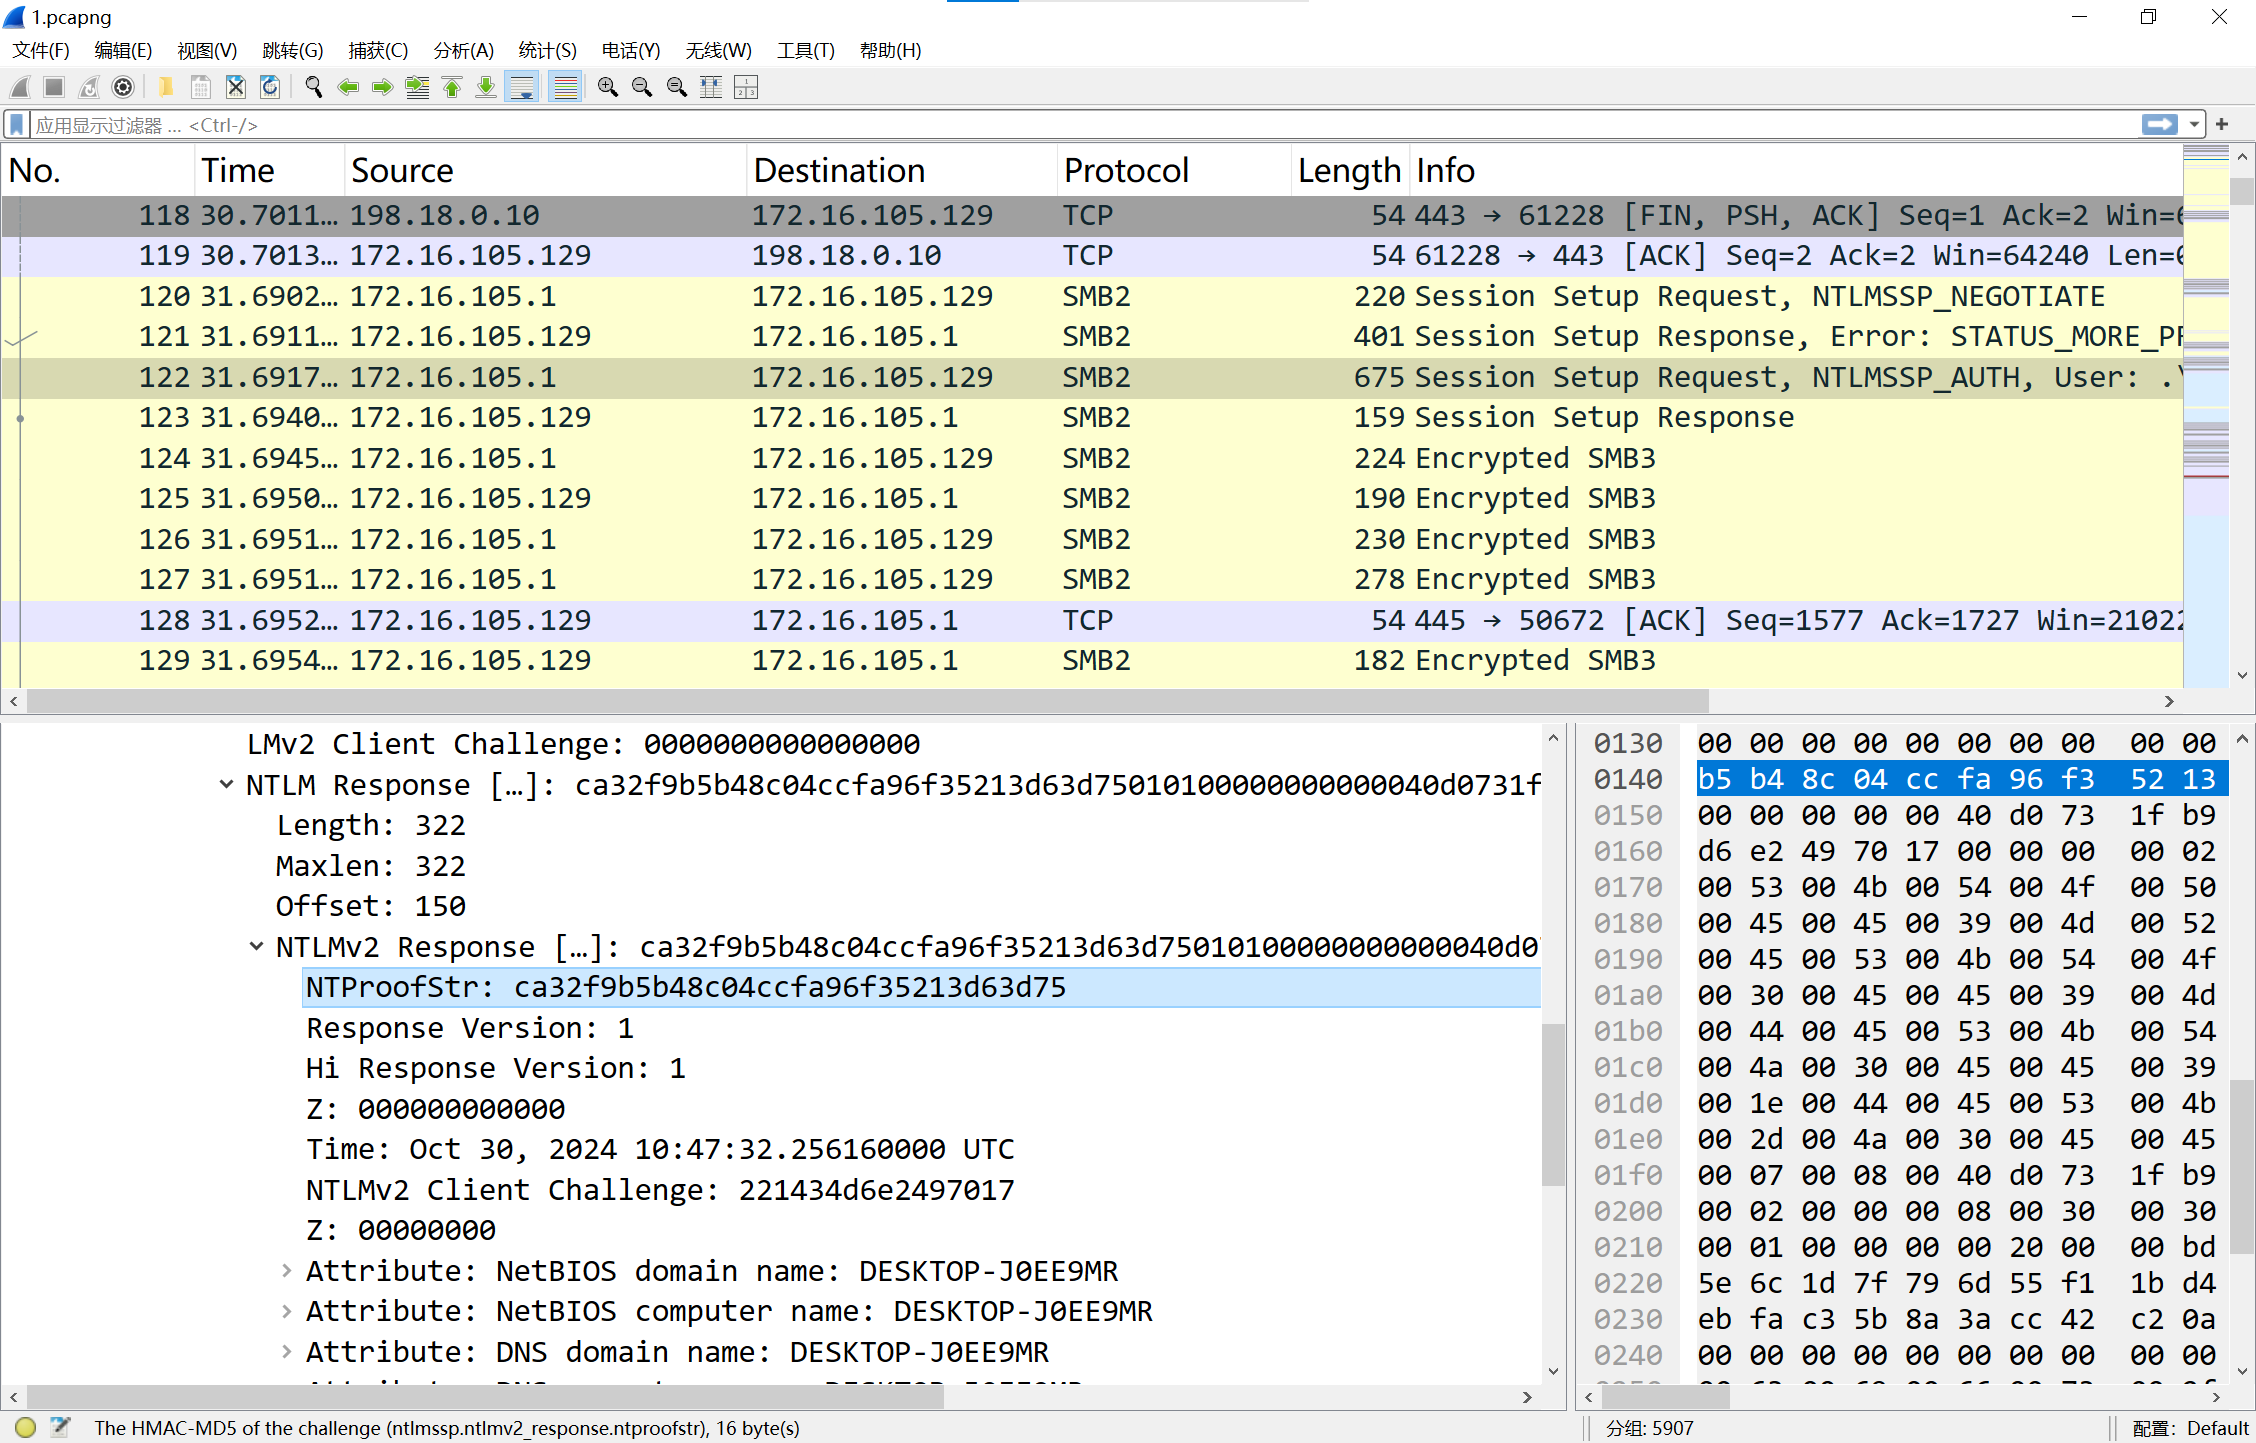 1.pcapng
文件(F) 编辑(E) 视图(V) 跳转(G) 捕获(C) 分析(A) 统计(S) 电话(Y) 无线(W) 工具(T) 帮助(H)
应用显示过滤器 … <Ctrl-/>
No. Time Source Destination Protocol Length Info
118 30.7011… 198.18.0.10 172.16.105.129 TCP 54 443 → 61228 [FIN, PSH, ACK] Seq=1 Ack=2 Win=
119 30.7013… 172.16.105.129 198.18.0.10 TCP 54 61228 → 443 [ACK] Seq=2 Ack=2 Win=64240 Len=
120 31.6902… 172.16.105.1 172.16.105.129 SMB2 220 Session Setup Request, NTLMSSP_NEGOTIATE
121 31.6911… 172.16.105.129 172.16.105.1 SMB2 401 Session Setup Response, Error: STATUS_MORE_P
122 31.6917… 172.16.105.1 172.16.105.129 SMB2 675 Session Setup Request, NTLMSSP_AUTH, User: .\
123 31.6940… 172.16.105.129 172.16.105.1 SMB2 159 Session Setup Response
124 31.6945… 172.16.105.1 172.16.105.129 SMB2 224 Encrypted SMB3
125 31.6950… 172.16.105.129 172.16.105.1 SMB2 190 Encrypted SMB3
126 31.6951… 172.16.105.1 172.16.105.129 SMB2 230 Encrypted SMB3
127 31.6951… 172.16.105.1 172.16.105.129 SMB2 278 Encrypted SMB3
128 31.6952… 172.16.105.129 172.16.105.1 TCP 54 445 → 50672 [ACK] Seq=1577 Ack=1727 Win=21022
129 31.6954… 172.16.105.129 172.16.105.1 SMB2 182 Encrypted SMB3
LMv2 Client Challenge: 0000000000000000
NTLM Response […]: ca32f9b5b48c04ccfa96f35213d63d7501010000000000000040d0731f
Length: 322
Maxlen: 322
Offset: 150
NTLMv2 Response […]: ca32f9b5b48c04ccfa96f35213d63d7501010000000000000040d0
NTProofStr: ca32f9b5b48c04ccfa96f35213d63d75
Response Version: 1
Hi Response Version: 1
Z: 000000000000
Time: Oct 30, 2024 10:47:32.256160000 UTC
NTLMv2 Client Challenge: 221434d6e2497017
Z: 00000000
Attribute: NetBIOS domain name: DESKTOP-J0EE9MR
Attribute: NetBIOS computer name: DESKTOP-J0EE9MR
Attribute: DNS domain name: DESKTOP-J0EE9MR
0130 00 00 00 00 00 00 00 00 00 00
0140 b5 b4 8c 04 cc fa 96 f3 52 13
0150 00 00 00 00 00 40 d0 73 1f b9
0160 d6 e2 49 70 17 00 00 00 00 02
0170 00 53 00 4b 00 54 00 4f 00 50
0180 00 45 00 45 00 39 00 4d 00 52
0190 00 45 00 53 00 4b 00 54 00 4f
01a0 00 30 00 45 00 45 00 39 00 4d
01b0 00 44 00 45 00 53 00 4b 00 54
01c0 00 4a 00 30 00 45 00 45 00 39
01d0 00 1e 00 44 00 45 00 53 00 4b
01e0 00 2d 00 4a 00 30 00 45 00 45
01f0 00 07 00 08 00 40 d0 73 1f b9
0200 00 02 00 00 00 08 00 30 00 30
0210 00 01 00 00 00 00 20 00 00 bd
0220 5e 6c 1d 7f 79 6d 55 f1 1b d4
0230 eb fa c3 5b 8a 3a cc 42 c2 0a
0240 00 00 00 00 00 00 00 00 00 00
The HMAC-MD5 of the challenge (ntlmssp.ntlmv2_response.ntproofstr), 16 byte(s)
分组: 5907
配置: Default